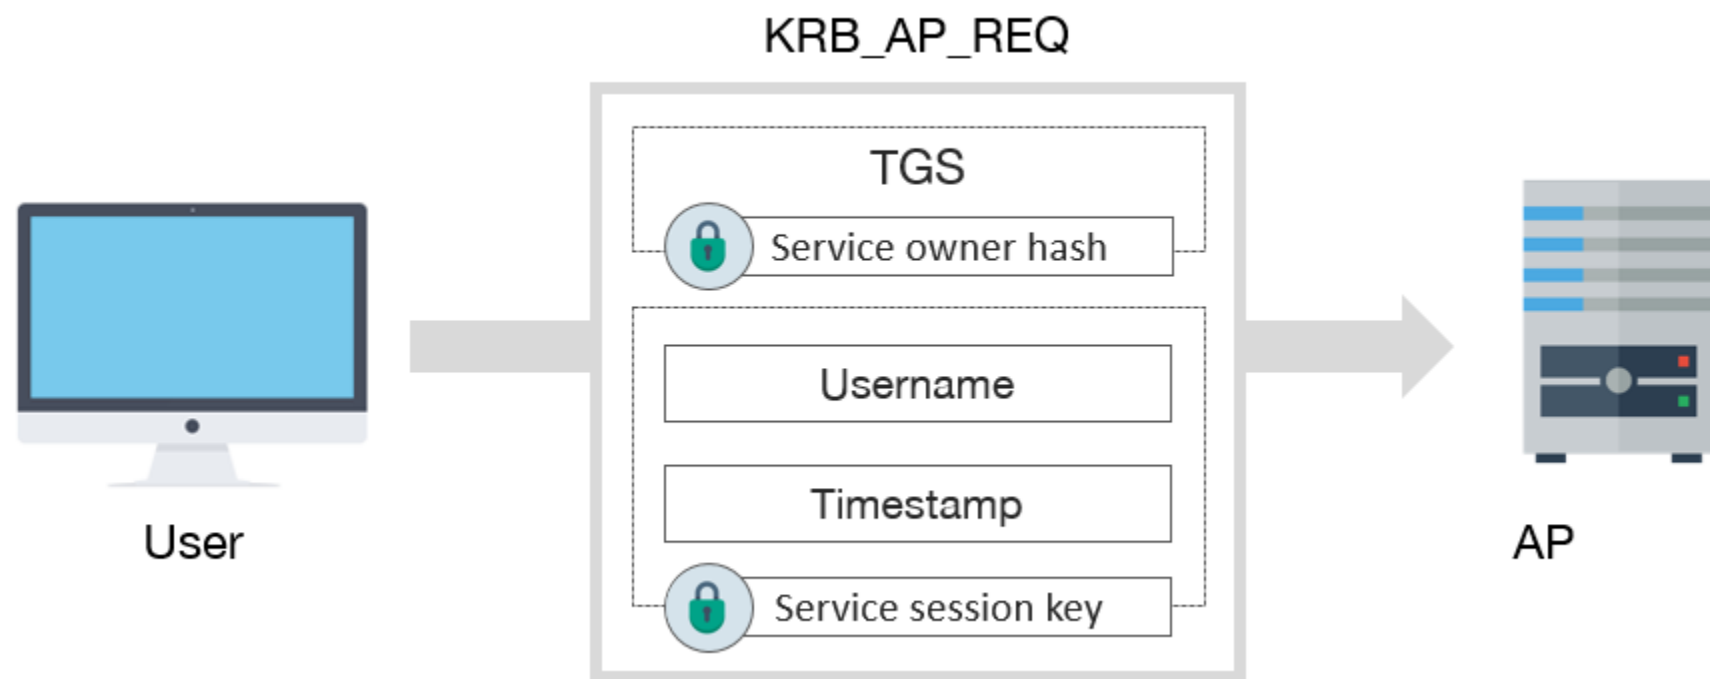 KRB_AP_REQ
TGS
Service owner hash
Username
Timestamp
Service session key
User
AP